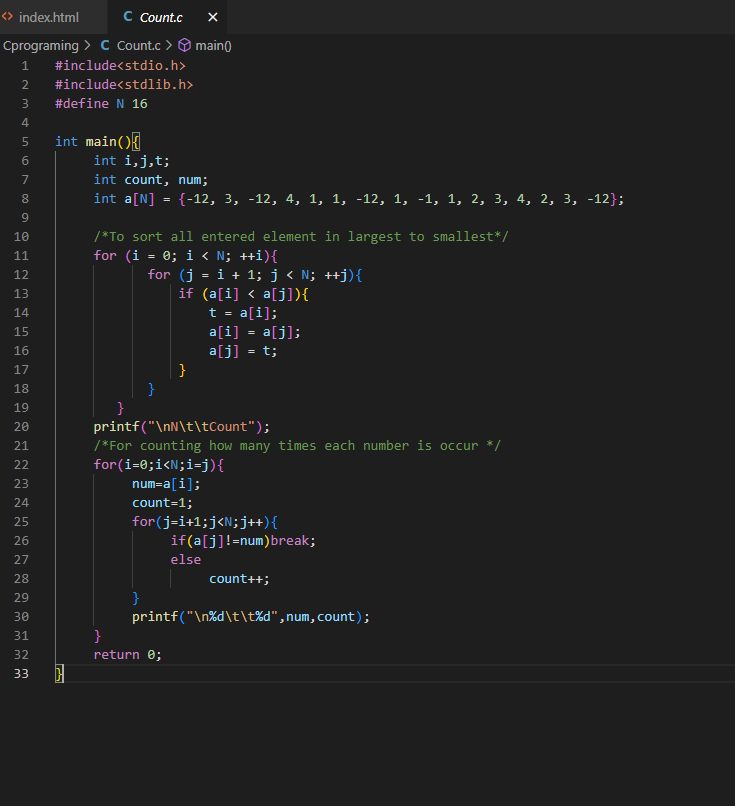 <> index.html
C Count.c ×
Cprograming > C Count.c > main()
1 #include<stdio.h>
2 #include<stdlib.h>
3 #define N 16
4
5 int main(){
6 int i,j,t;
7 int count, num;
8 int a[N] = {-12, 3, -12, 4, 1, 1, -12, 1, -1, 1, 2, 3, 4, 2, 3, -12};
9
10 /*To sort all entered element in largest to smallest*/
11 for (i = 0; i < N; ++i){
12 for (j = i + 1; j < N; ++j){
13 if (a[i] < a[j]){
14 t = a[i];
15 a[i] = a[j];
16 a[j] = t;
17 }
18 }
19 }
20 printf("\nN\t\tCount");
21 /*For counting how many times each number is occur */
22 for(i=0;i<N;i=j){
23 num=a[i];
24 count=1;
25 for(j=i+1;j<N;j++){
26 if(a[j]!=num)break;
27 else
28 count++;
29 }
30 printf("\n%d\t\t%d",num,count);
31 }
32 return 0;
33 }